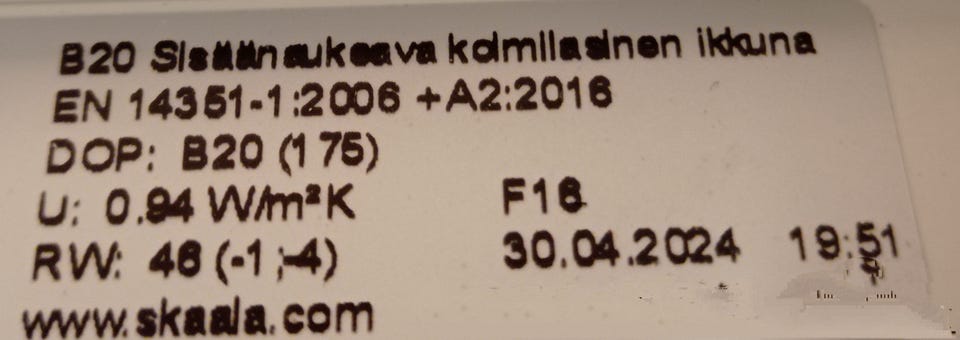 B20 Sisäänaukeava kolmilasinen ikkuna
EN 14351-1:2006 +A2:2016
DOP: B20 (175)
U: 0.94 W/m²K F16
RW: 46 (-1;-4) 30.04.2024 19:51
www.skaala.com